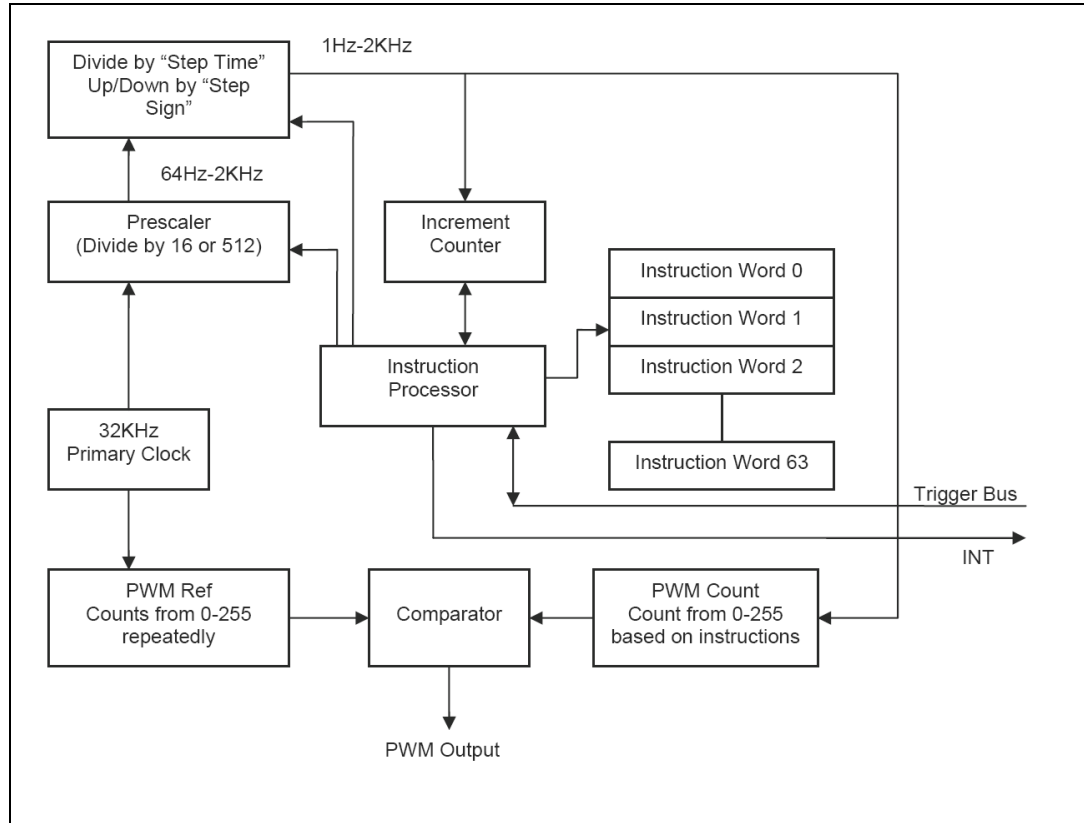 1Hz-2KHz
Divide by “Step Time”
Up/Down by “Step
Sign”
64Hz-2KHz
Prescaler
(Divide by 16 or 512)
Increment
Counter
Instruction Word 0
Instruction Word 1
Instruction Word 2
Instruction Word 63
Instruction
Processor
32KHz
Primary Clock
Trigger Bus
INT
PWM Ref
Counts from 0-255
repeatedly
Comparator
PWM Count
Count from 0-255
based on instructions
PWM Output